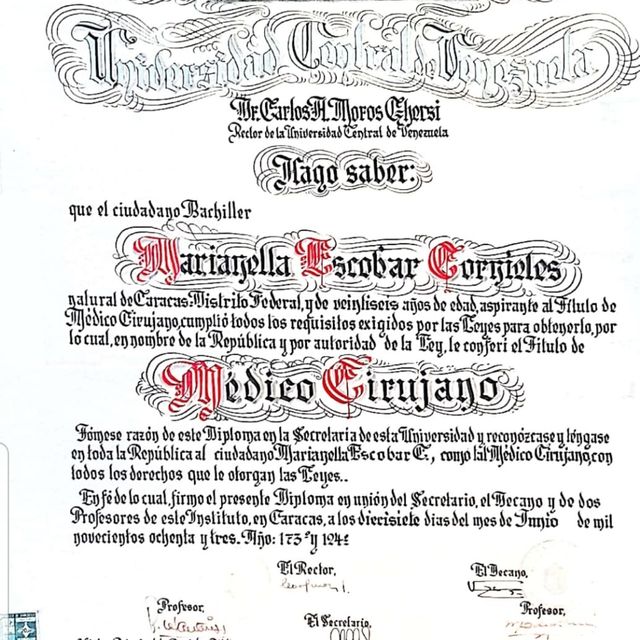 Universidad Central de Venezuela
Dr. Carlos A. Moros Ghersi
Rector de la Universidad Central de Venezuela
Hago saber:
que el ciudadano Bachiller
Marianella Escobar Cornieles
natural de Caracas. Distrito Federal, y de veintiseis años de edad, aspirante al Título de
Médico Cirujano, cumplió todos los requisitos exigidos por las Leyes para obtenerlo, por
lo cual, en nombre de la República y por autoridad de la Ley, le conferí el Título de
Médico Cirujano
Tómese razón de este Diploma en la Secretaría de esta Universidad y reconózcase y téngase
en toda la República al ciudadano Marianella Escobar C., como tal Médico Cirujano, con
todos los derechos que le otorgan las Leyes..
En fé de lo cual, firmo el presente Diploma en unión del Secretario, el Decano y de dos
Profesores de este Instituto, en Caracas, a los diecisiete días del mes de Junio de mil
novecientos ochenta y tres. Año: 173º y 124º
El Rector, El Decano,
Profesor, El Secretario, Profesor,